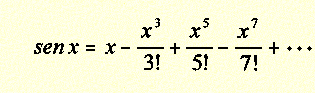 sen x = x - x³/3! + x⁵/5! - x⁷/7! + ⋯